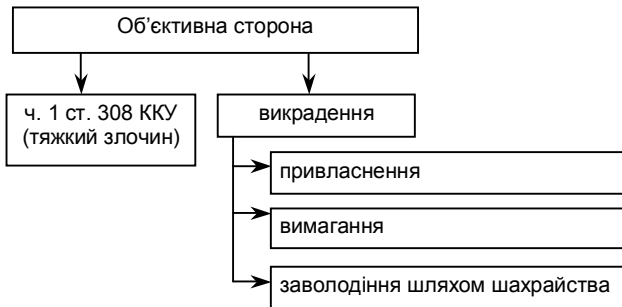 Об’єктивна сторона
ч. 1 ст. 308 ККУ
(тяжкий злочин)
викрадення
привласнення
вимагання
заволодіння шляхом шахрайства